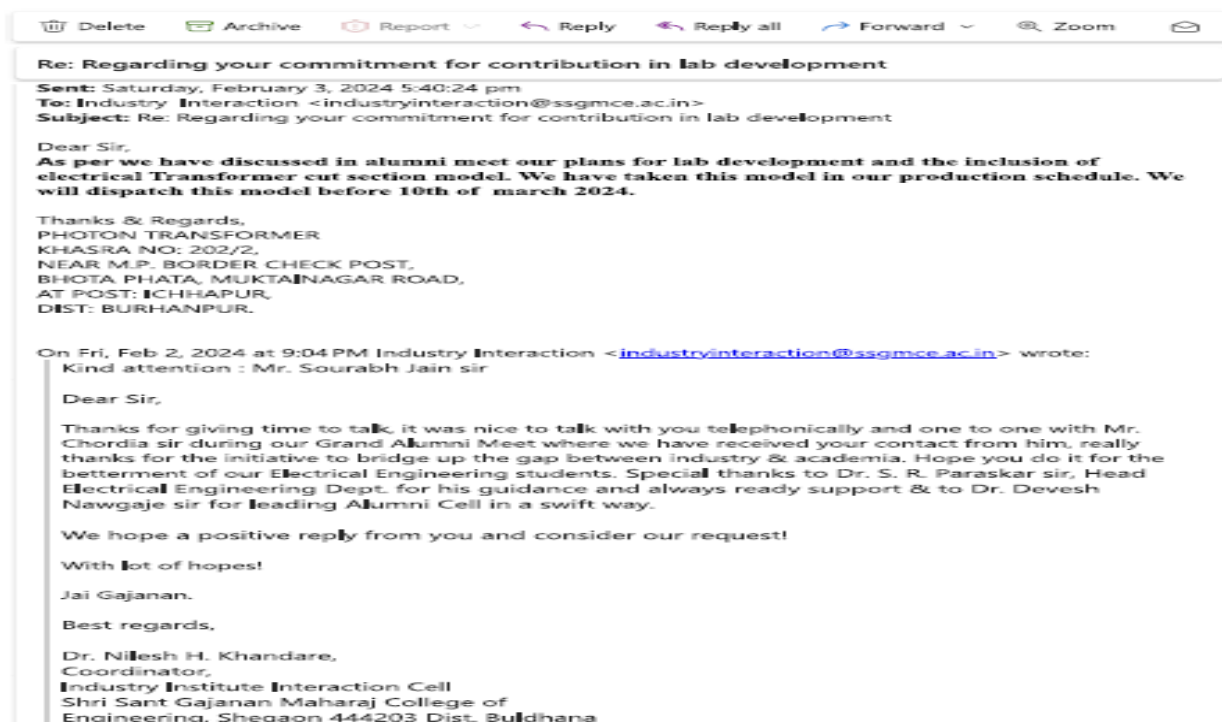 Delete Archive Report Reply Reply all Forward Zoom
Re: Regarding your commitment for contribution in lab development
Sent: Saturday, February 3, 2024 5:40:24 pm
To: Industry Interaction <industryinteraction@ssgmce.ac.in>
Subject: Re: Regarding your commitment for contribution in lab development
Dear Sir,
As per we have discussed in alumni meet our plans for lab development and the inclusion of
electrical Transformer cut section model. We have taken this model in our production schedule. We
will dispatch this model before 10th of march 2024.
Thanks & Regards,
PHOTON TRANSFORMER
KHASRA NO: 202/2,
NEAR M.P. BORDER CHECK POST,
BHOTA PHATA, MUKTAINAGAR ROAD,
AT POST: ICHHAPUR,
DIST: BURHANPUR.
On Fri, Feb 2, 2024 at 9:04 PM Industry Interaction <industryinteraction@ssgmce.ac.in> wrote:
Kind attention : Mr. Sourabh Jain sir
Dear Sir,
Thanks for giving time to talk, it was nice to talk with you telephonically and one to one with Mr.
Chordia sir during our Grand Alumni Meet where we have received your contact from him, really
thanks for the initiative to bridge up the gap between industry & academia. Hope you do it for the
betterment of our Electrical Engineering students. Special thanks to Dr. S. R. Paraskar sir, Head
Electrical Engineering Dept. for his guidance and always ready support & to Dr. Devesh
Nawgaje sir for leading Alumni Cell in a swift way.
We hope a positive reply from you and consider our request!
With lot of hopes!
Jai Gajanan.
Best regards,
Dr. Nilesh H. Khandare,
Coordinator,
Industry Institute Interaction Cell
Shri Sant Gajanan Maharaj College of
Engineering, Shegaon 444203 Dist. Buldhana